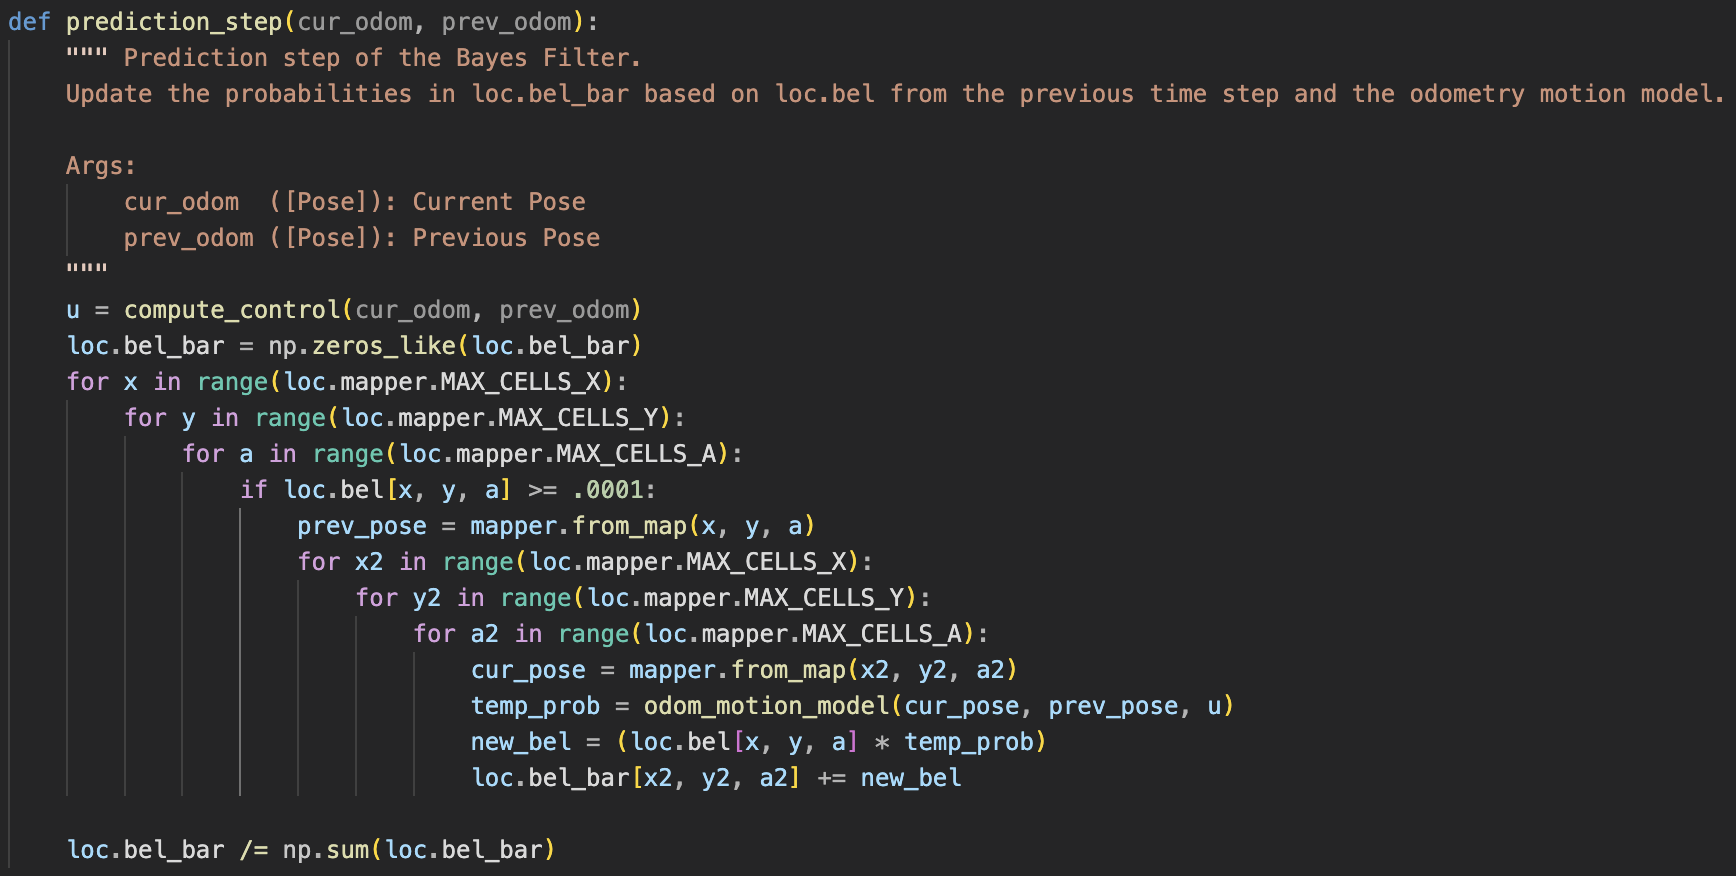 def prediction_step(cur_odom, prev_odom):
    """ Prediction step of the Bayes Filter.
    Update the probabilities in loc.bel_bar based on loc.bel from the previous time step and the odometry motion model.

    Args:
        cur_odom  ([Pose]): Current Pose
        prev_odom ([Pose]): Previous Pose
    """
    u = compute_control(cur_odom, prev_odom)
    loc.bel_bar = np.zeros_like(loc.bel_bar)
    for x in range(loc.mapper.MAX_CELLS_X):
        for y in range(loc.mapper.MAX_CELLS_Y):
            for a in range(loc.mapper.MAX_CELLS_A):
                if loc.bel[x, y, a] >= .0001:
                    prev_pose = mapper.from_map(x, y, a)
                    for x2 in range(loc.mapper.MAX_CELLS_X):
                        for y2 in range(loc.mapper.MAX_CELLS_Y):
                            for a2 in range(loc.mapper.MAX_CELLS_A):
                                cur_pose = mapper.from_map(x2, y2, a2)
                                temp_prob = odom_motion_model(cur_pose, prev_pose, u)
                                new_bel = (loc.bel[x, y, a] * temp_prob)
                                loc.bel_bar[x2, y2, a2] += new_bel

    loc.bel_bar /= np.sum(loc.bel_bar)